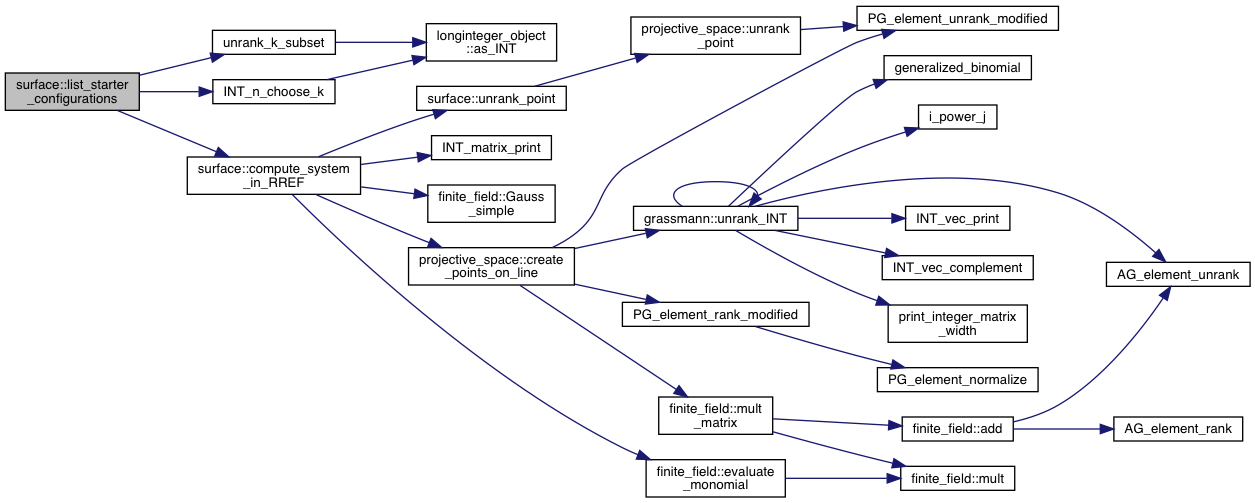 surface::list_starter
_configurations
unrank_k_subset
INT_n_choose_k
surface::compute_system
_in_RREF
longinteger_object
::as_INT
surface::unrank_point
INT_matrix_print
finite_field::Gauss
_simple
projective_space::create
_points_on_line
projective_space::unrank
_point
grassmann::unrank_INT
PG_element_rank_modified
finite_field::mult
_matrix
finite_field::evaluate
_monomial
PG_element_unrank_modified
generalized_binomial
i_power_j
INT_vec_print
INT_vec_complement
print_integer_matrix
_width
PG_element_normalize
finite_field::add
finite_field::mult
AG_element_unrank
AG_element_rank